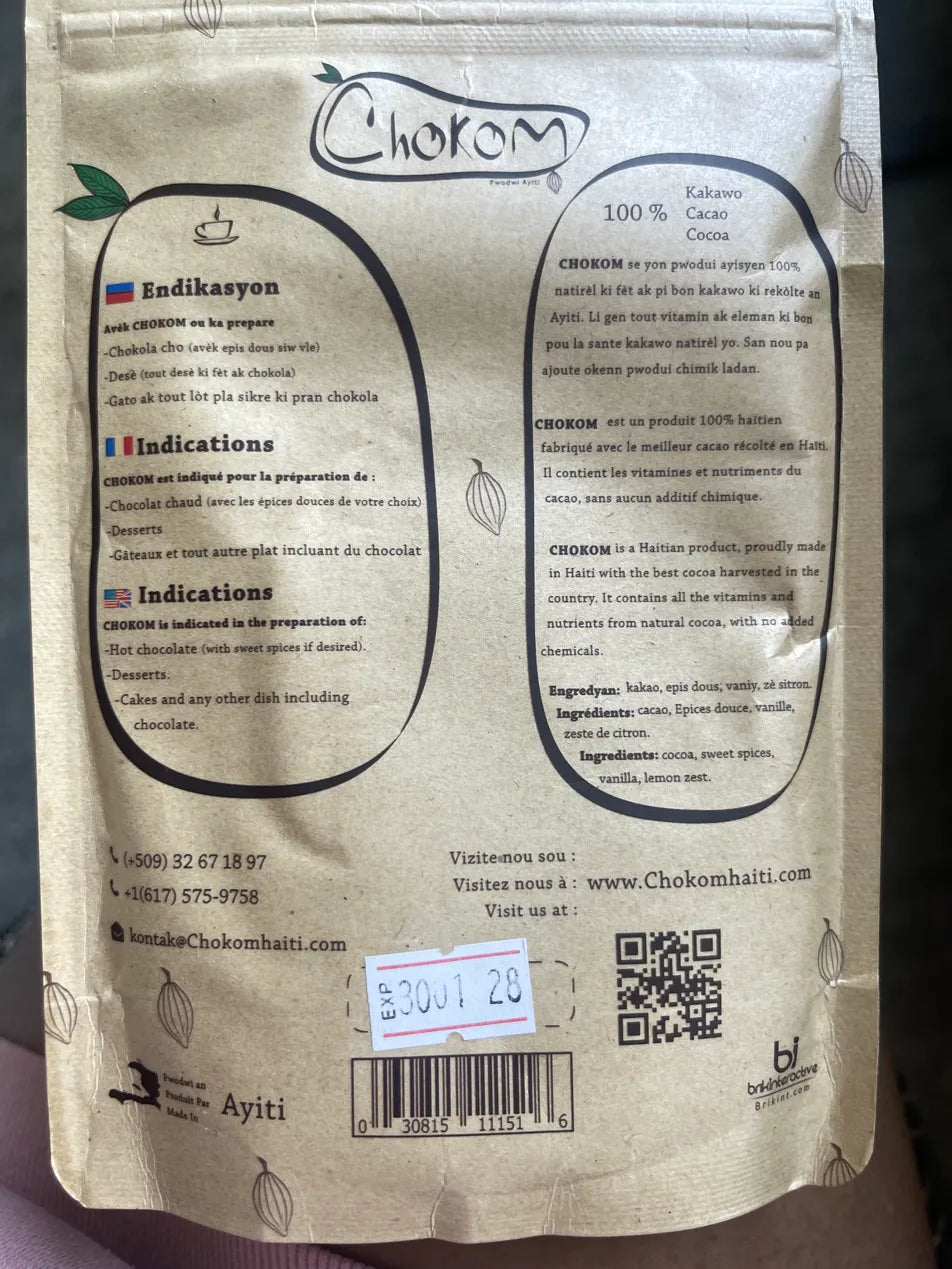 Chokom
Pwodwi Ayiti
Endikasyon
Avèk CHOKOM ou ka prepare
-Chokola cho (avèk epis dous siw vle)
-Desè (tout desè ki fèt ak chokola)
-Gato ak tout lòt pla sikre ki pran chokola
Indications
CHOKOM est indiqué pour la préparation de :
-Chocolat chaud (avec les épices douces de votre choix)
-Desserts
-Gâteaux et tout autre plat incluant du chocolat
Indications
CHOKOM is indicated in the preparation of:
-Hot chocolate (with sweet spices if desired).
-Desserts.
-Cakes and any other dish including
chocolate.
100 %
Kakawo
Cacao
Cocoa
CHOKOM se yon pwodui ayisyen 100%
natirèl ki fèt ak pi bon kakawo ki rekòlte an
Ayiti. Li gen tout vitamin ak eleman ki bon
pou la sante kakawo natirèl yo. San nou pa
ajoute okenn pwodui chimik ladan.
CHOKOM est un produit 100% haïtien
fabriqué avec le meilleur cacao récolté en Haïti.
Il contient les vitamines et nutriments du
cacao, sans aucun additif chimique.
CHOKOM is a Haitian product, proudly made
in Haiti with the best cocoa harvested in the
country. It contains all the vitamins and
nutrients from natural cocoa, with no added
chemicals.
Engredyan: kakao, epis dous, vaniy, zè sitron.
Ingrédients: cacao, Epices douce, vanille,
zeste de citron.
Ingredients: cocoa, sweet spices,
vanilla, lemon zest.
(+509) 32 67 18 97
+1(617) 575-9758
kontak@Chokomhaiti.com
Vizite nou sou :
Visitez nous à : www.Chokomhaiti.com
Visit us at :
EXP 3001 28
0 30815 11151 6
Pwodwi an
Produit Par
Made In
Ayiti
bi
brikinteractive
Brikint.com